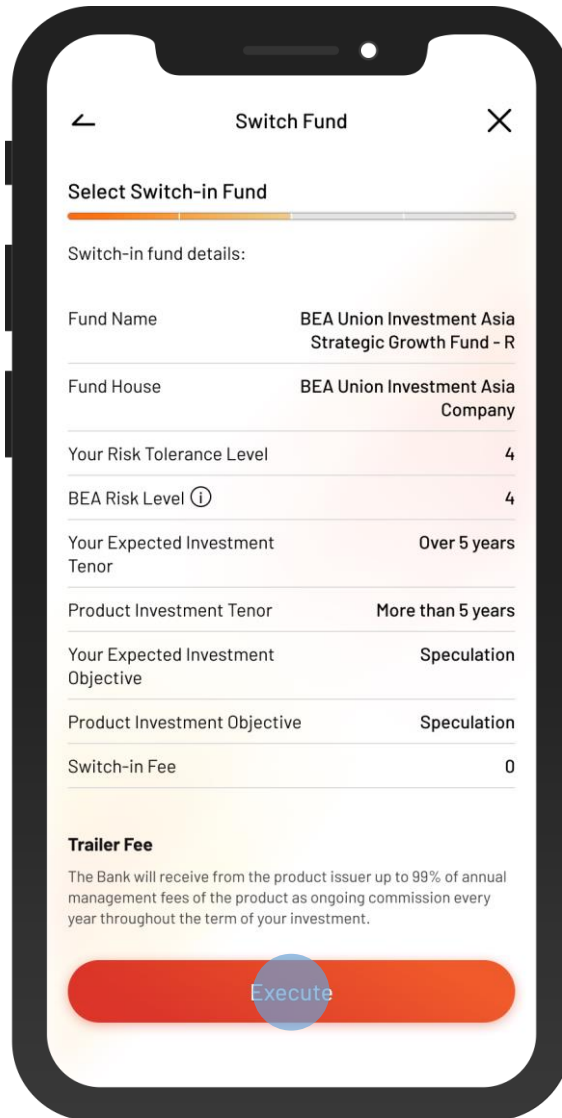 Switch Fund
Select Switch-in Fund
Switch-in fund details:
Fund Name BEA Union Investment Asia
Strategic Growth Fund - R
Fund House BEA Union Investment Asia
Company
Your Risk Tolerance Level 4
BEA Risk Level 4
Your Expected Investment Over 5 years
Tenor
Product Investment Tenor More than 5 years
Your Expected Investment Speculation
Objective
Product Investment Objective Speculation
Switch-in Fee 0
Trailer Fee
The Bank will receive from the product issuer up to 99% of annual
management fees of the product as ongoing commission every
year throughout the term of your investment.
Execute